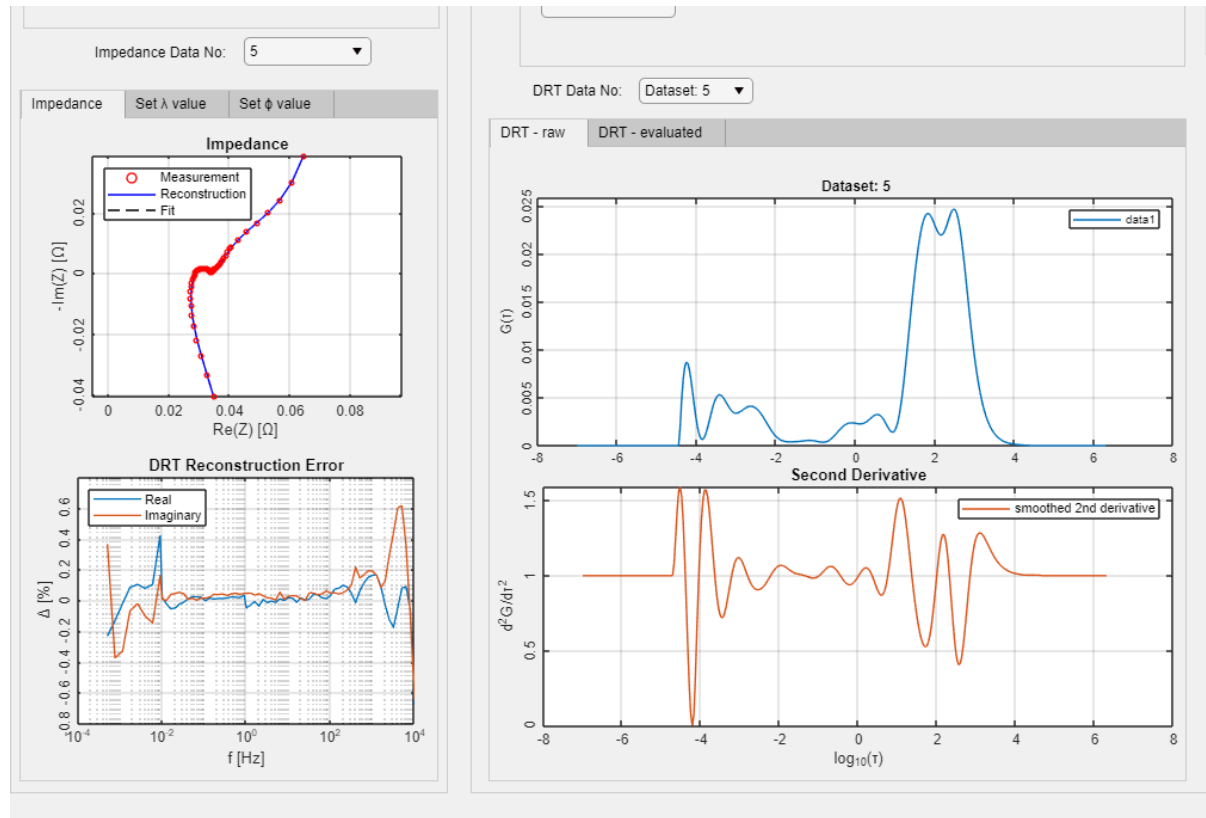 Impedance Data No: 5
Impedance Set λ value Set ϕ value
Impedance
Measurement
Reconstruction
Fit
-Im(Z) [Ω]
0.02
0
-0.02
-0.04
0 0.02 0.04 0.06 0.08
Re(Z) [Ω]
DRT Reconstruction Error
Real
Imaginary
Δ [%]
0.6
0.4
0.2
0
-0.2
-0.4
-0.6
-0.8
10⁻⁴ 10⁻² 10⁰ 10² 10⁴
f [Hz]
DRT Data No: Dataset: 5
DRT - raw DRT - evaluated
Dataset: 5
data1
G(τ)
0.025
0.02
0.015
0.01
0.005
0
-8 -6 -4 -2 0 2 4 6 8
Second Derivative
smoothed 2nd derivative
d²G/dτ²
1.5
1
0.5
0
-8 -6 -4 -2 0 2 4 6 8
log₁₀(τ)